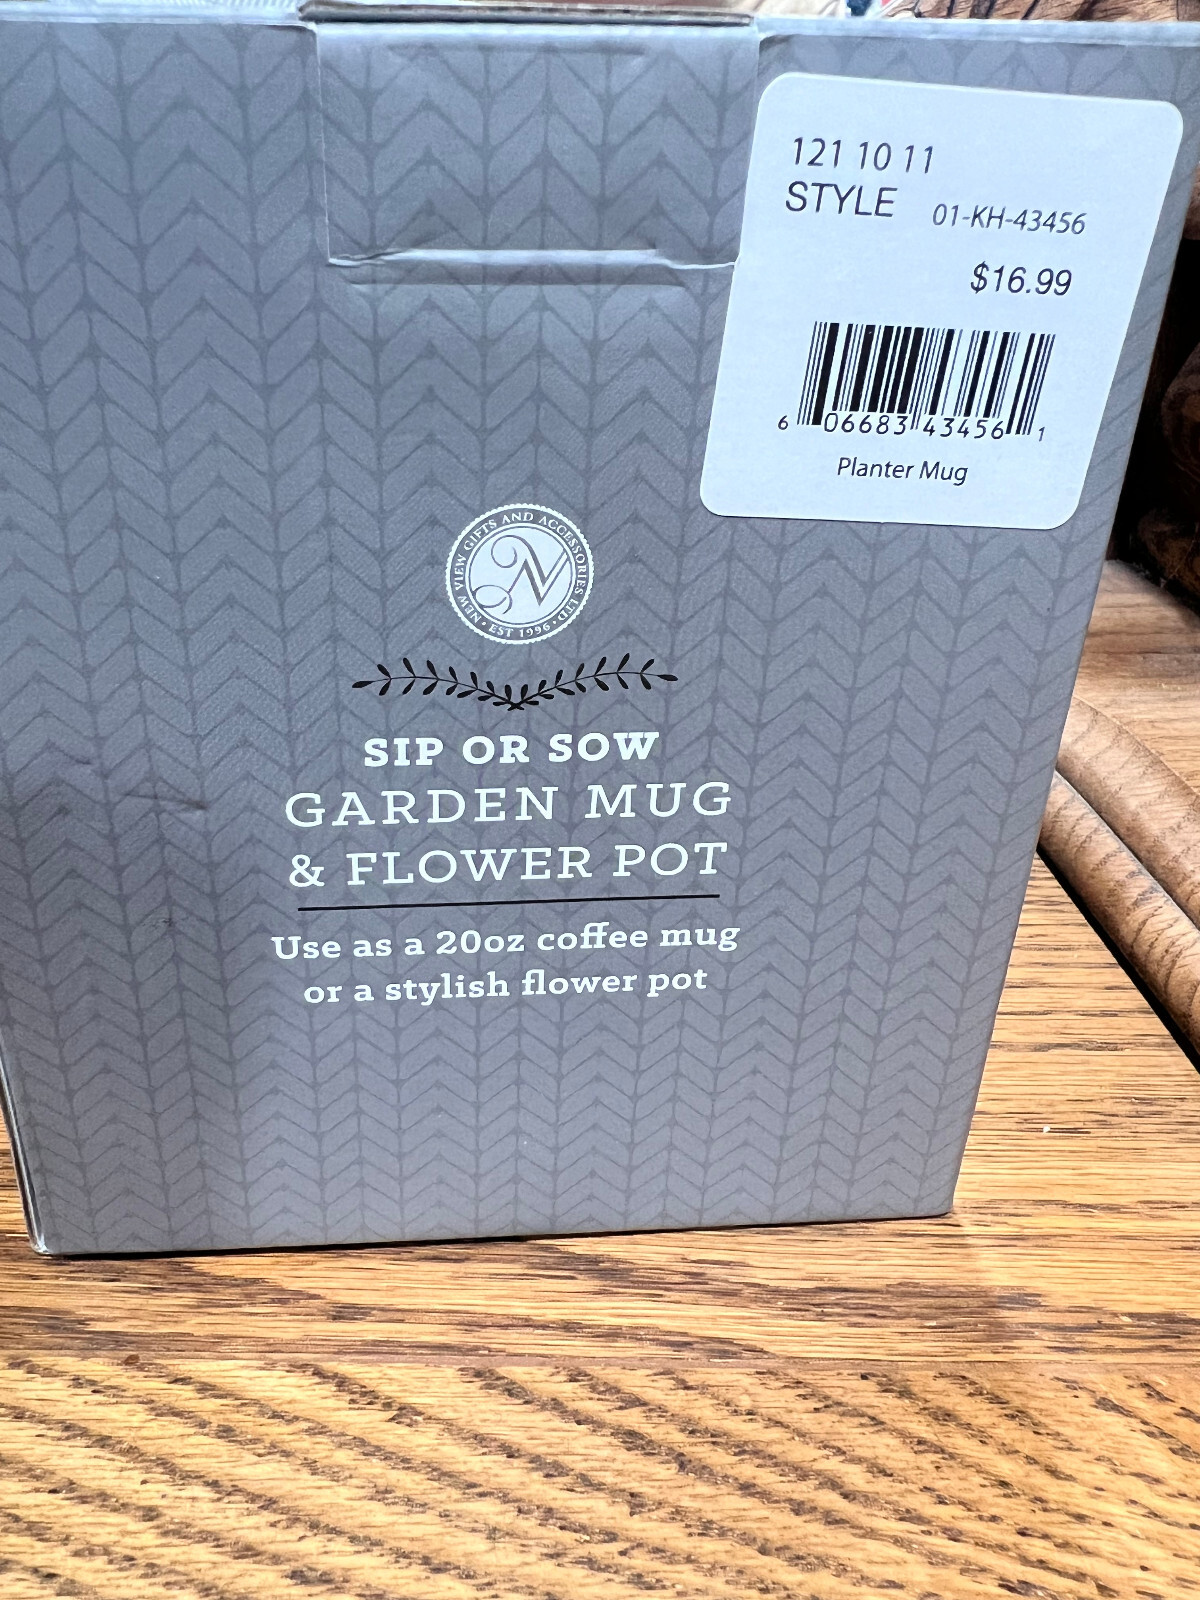 121 10 11
STYLE 01-KH-43456
$16.99
6 06683 43456 1
Planter Mug
NEW VIEW GIFTS AND ACCESSORIES LTD
• EST 1996 •
N
SIP OR SOW
GARDEN MUG
& FLOWER POT
Use as a 20oz coffee mug
or a stylish flower pot